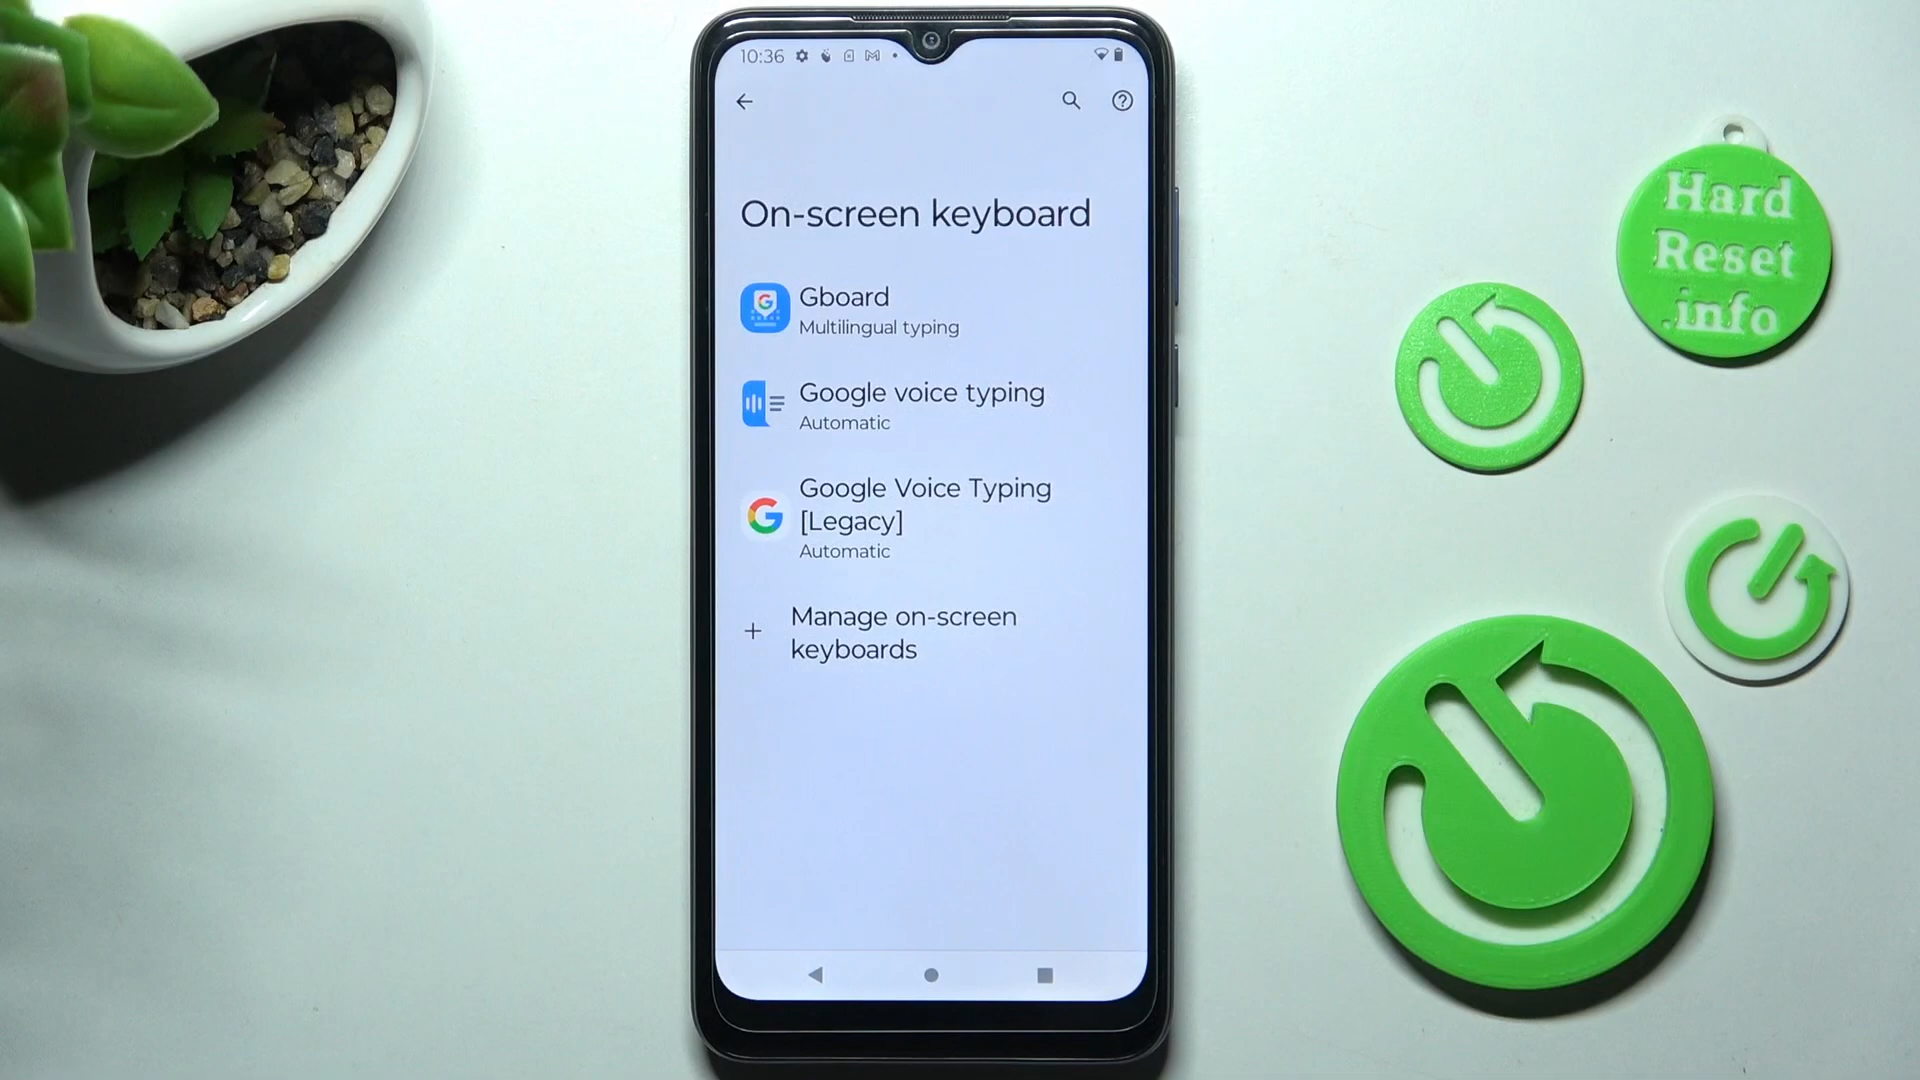 10:36
On-screen keyboard
Gboard
Multilingual typing
Google voice typing
Automatic
Google Voice Typing
[Legacy]
Automatic
+ Manage on-screen
keyboards
Hard
Reset
.info